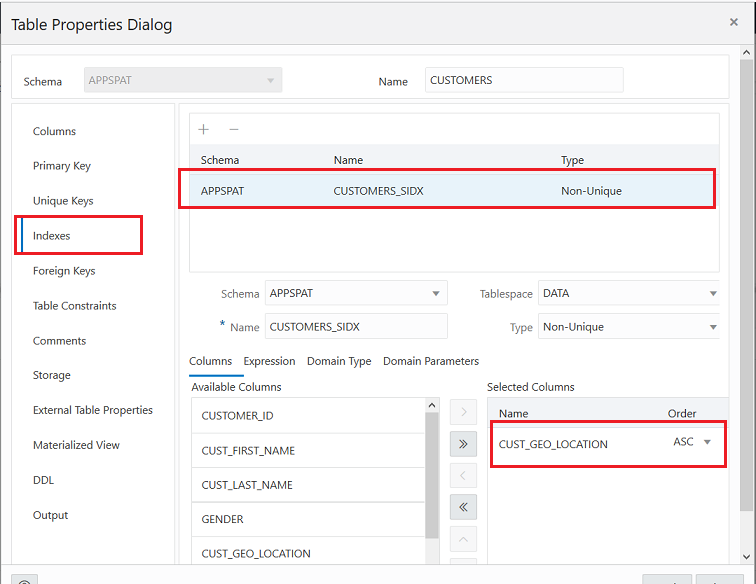 Table Properties Dialog
Schema APPSPAT Name CUSTOMERS
Columns
Primary Key
Unique Keys
Indexes
Foreign Keys
Table Constraints
Comments
Storage
External Table Properties
Materialized View
DDL
Output
Schema Name Type
APPSPAT CUSTOMERS_SIDX Non-Unique
Schema APPSPAT Tablespace DATA
* Name CUSTOMERS_SIDX Type Non-Unique
Columns Expression Domain Type Domain Parameters
Available Columns
CUSTOMER_ID
CUST_FIRST_NAME
CUST_LAST_NAME
GENDER
CUST_GEO_LOCATION
Selected Columns
Name Order
CUST_GEO_LOCATION ASC